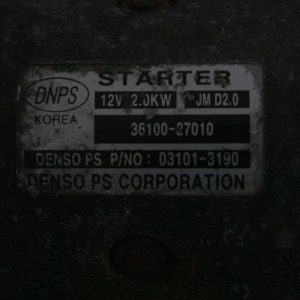 STARTER
DNPS
12V 2.0KW JM D2.0
KOREA
36100-27010
DENSO PS P/NO: 03101-3190
DENSO PS CORPORATION